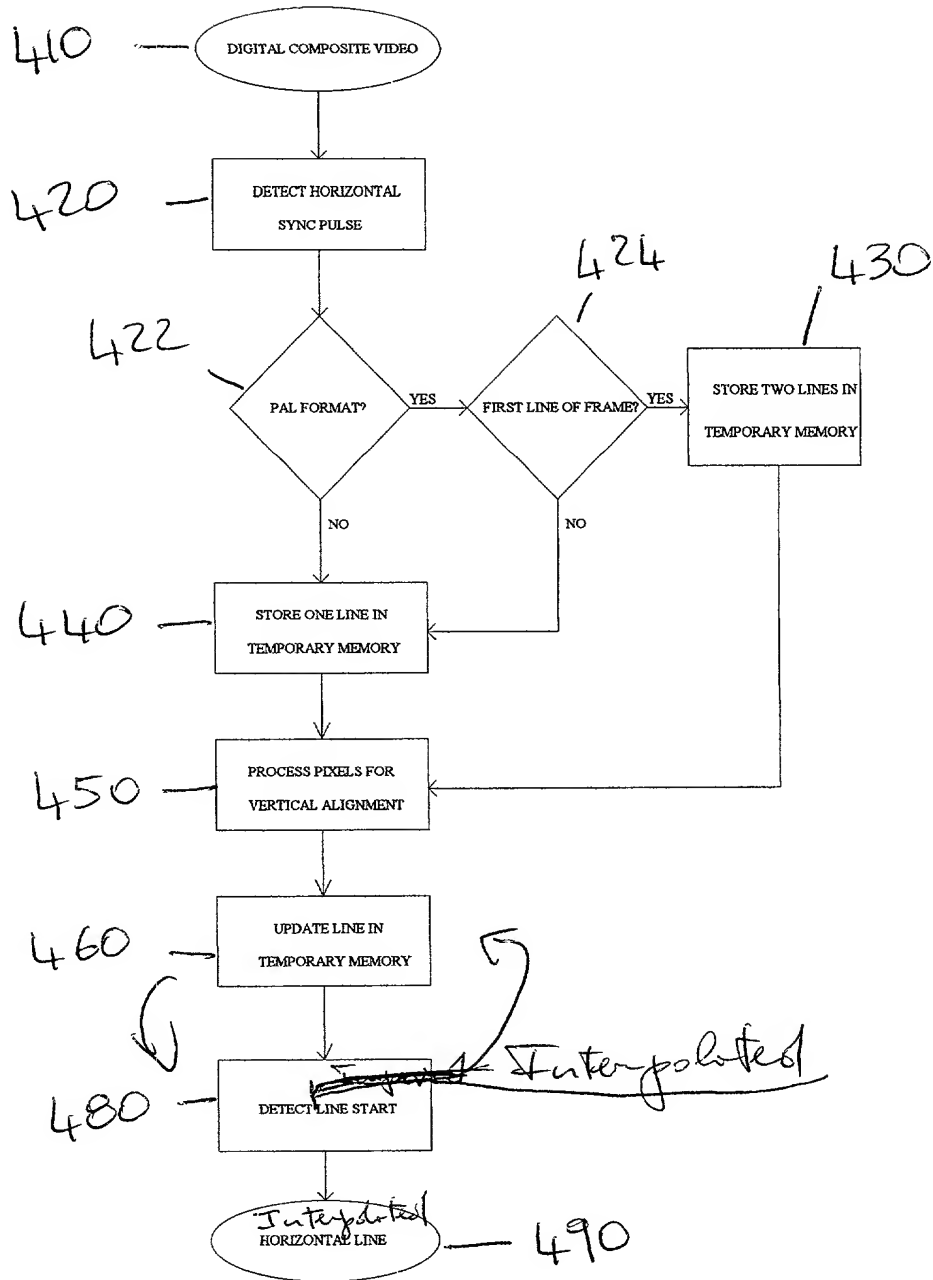 410
DIGITAL COMPOSITE VIDEO
420
DETECT HORIZONTAL
SYNC PULSE
424
430
422
PAL FORMAT?
YES
FIRST LINE OF FRAME?
YES
STORE TWO LINES IN
TEMPORARY MEMORY
NO
NO
440
STORE ONE LINE IN
TEMPORARY MEMORY
450
PROCESS PIXELS FOR
VERTICAL ALIGNMENT
460
UPDATE LINE IN
TEMPORARY MEMORY
Interpolated
480
DETECT LINE START
Interpolated
HORIZONTAL LINE
490